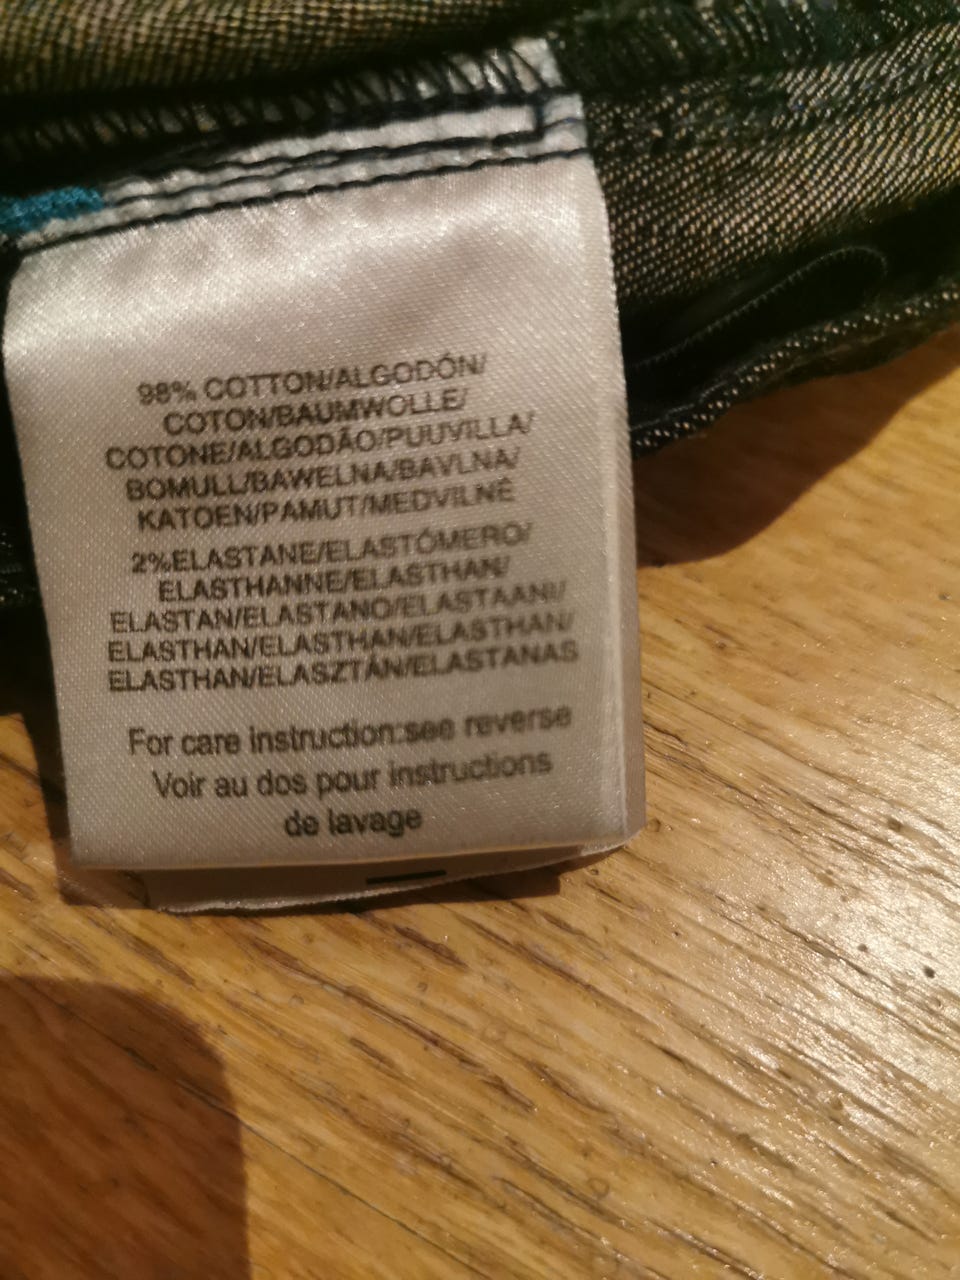 98% COTTON/ALGODÓN/
COTON/BAUMWOLLE/
COTONE/ALGODÃO/PUUVILLA/
BOMULL/BAWELNA/BAVLNA/
KATOEN/PAMUT/MEDVILNĖ
2%ELASTANE/ELASTÓMERO/
ELASTHANNE/ELASTHAN/
ELASTAN/ELASTANO/ELASTAANI/
ELASTHAN/ELASTHAN/ELASTHAN/
ELASTHAN/ELASZTÁN/ELASTANAS
For care instruction:see reverse
Voir au dos pour instructions
de lavage